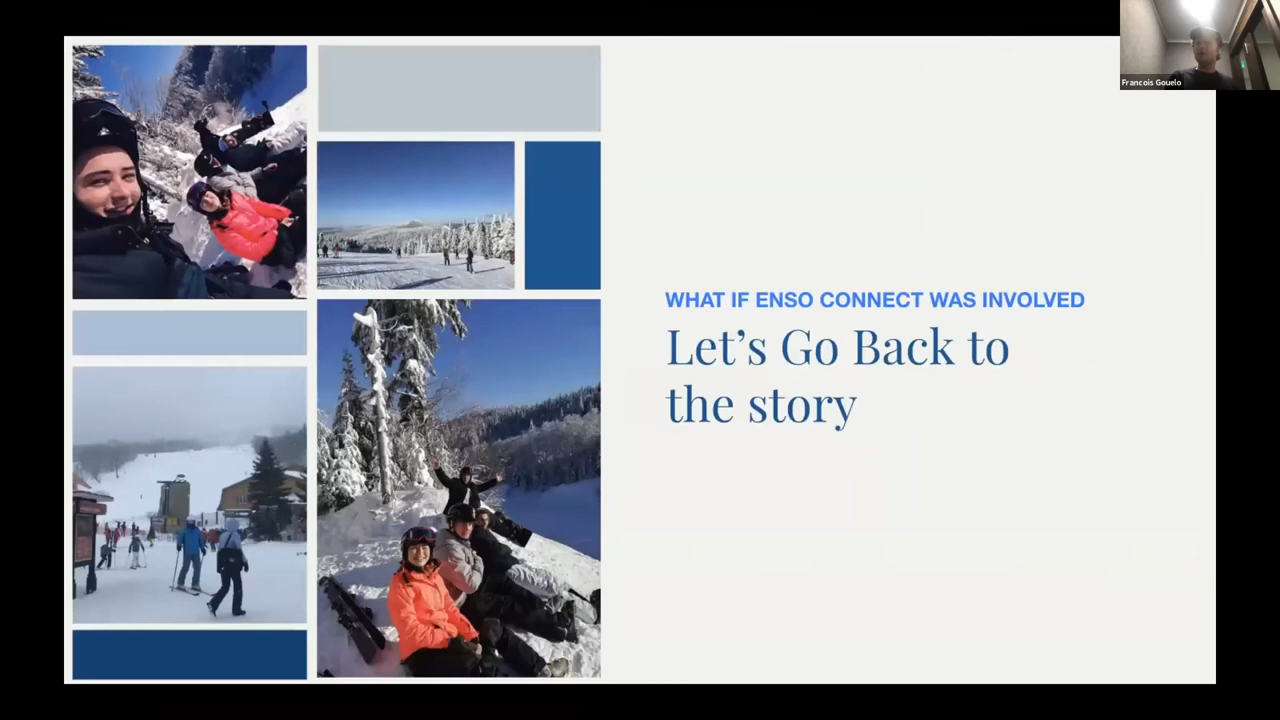 Francois Gouelo
WHAT IF ENSO CONNECT WAS INVOLVED
Let’s Go Back to
the story